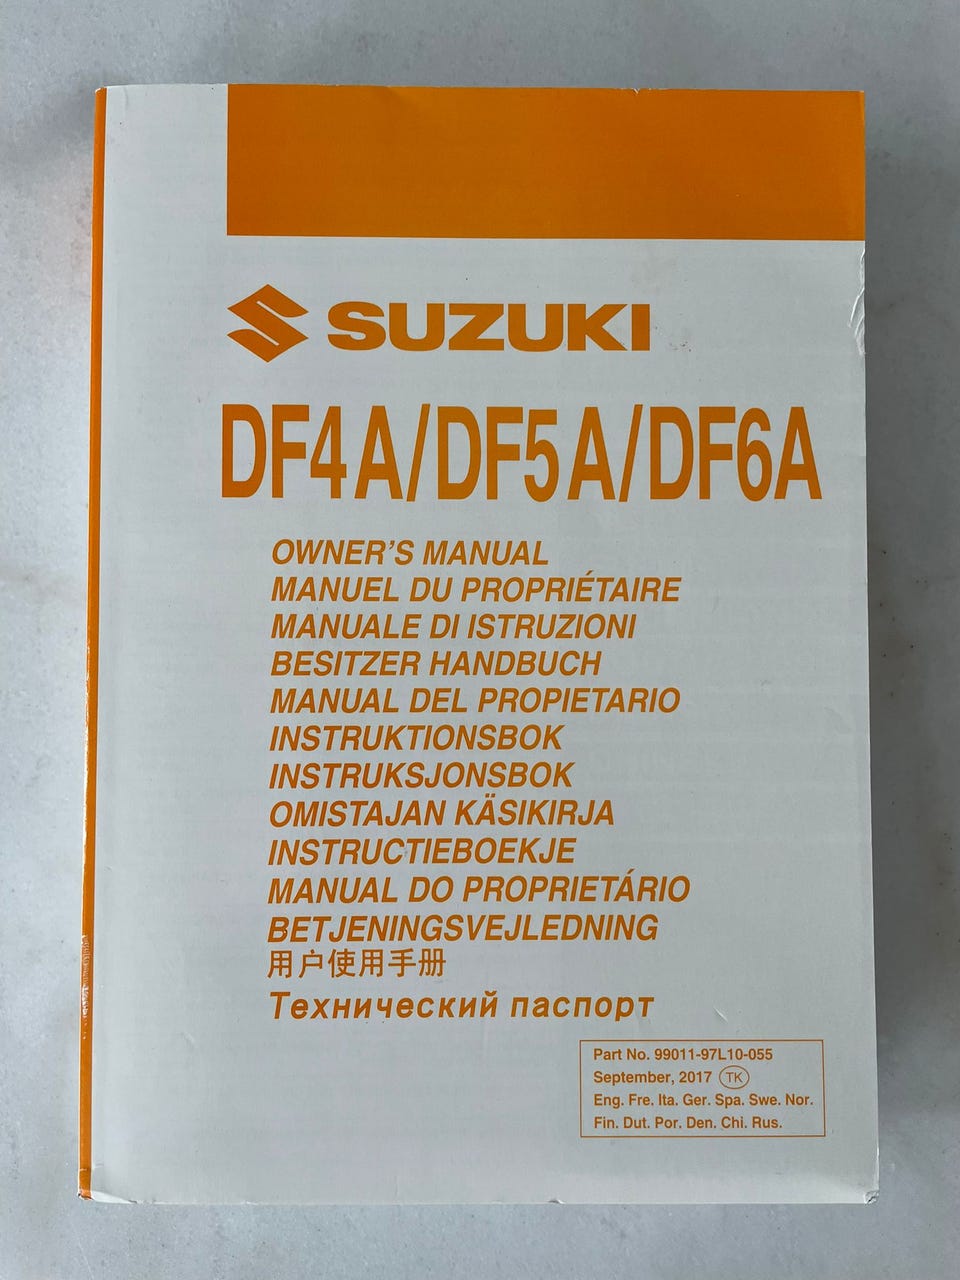 SUZUKI
DF4A/DF5A/DF6A
OWNER'S MANUAL
MANUEL DU PROPRIÉTAIRE
MANUALE DI ISTRUZIONI
BESITZER HANDBUCH
MANUAL DEL PROPIETARIO
INSTRUKTIONSBOK
INSTRUKSJONSBOK
OMISTAJAN KÄSIKIRJA
INSTRUCTIEBOEKJE
MANUAL DO PROPRIETÁRIO
BETJENINGSVEJLEDNING
用户使用手册
Технический паспорт
Part No. 99011-97L10-055
September, 2017 TK
Eng. Fre. Ita. Ger. Spa. Swe. Nor.
Fin. Dut. Por. Den. Chi. Rus.